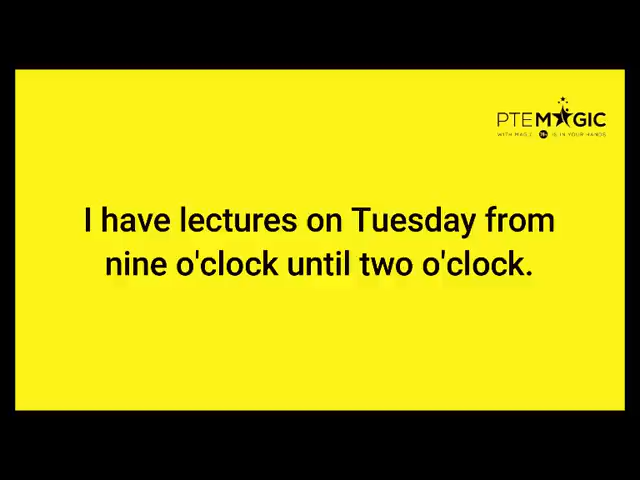 PTEMAGIC
I have lectures on Tuesday from
nine o'clock until two o'clock.